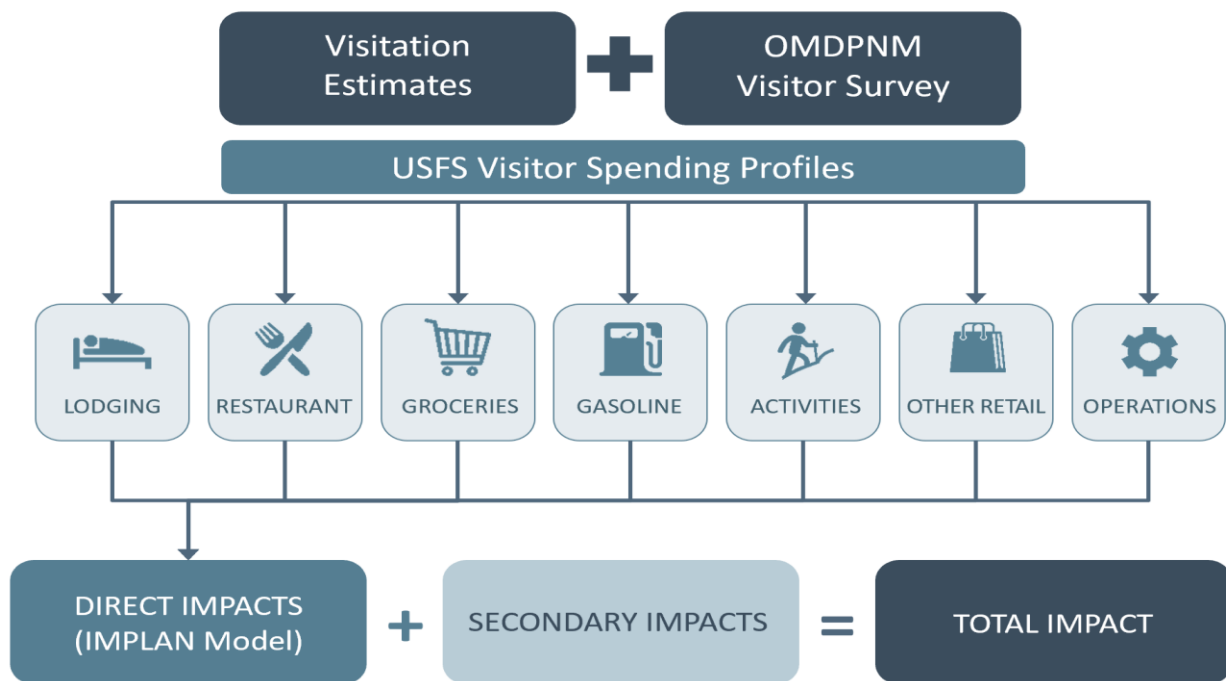 Visitation
Estimates
OMDPNM
Visitor Survey
USFS Visitor Spending Profiles
LODGING
RESTAURANT
GROCERIES
GASOLINE
ACTIVITIES
OTHER RETAIL
OPERATIONS
DIRECT IMPACTS
(IMPLAN Model)
+
SECONDARY IMPACTS
=
TOTAL IMPACT